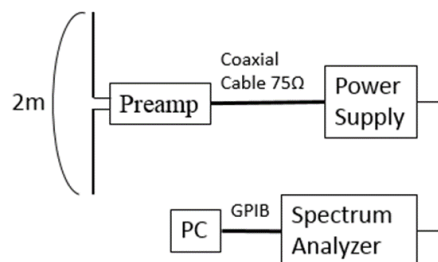 Coaxial
Cable 75Ω
2m
Preamp
Power
Supply
GPIB
PC
Spectrum
Analyzer